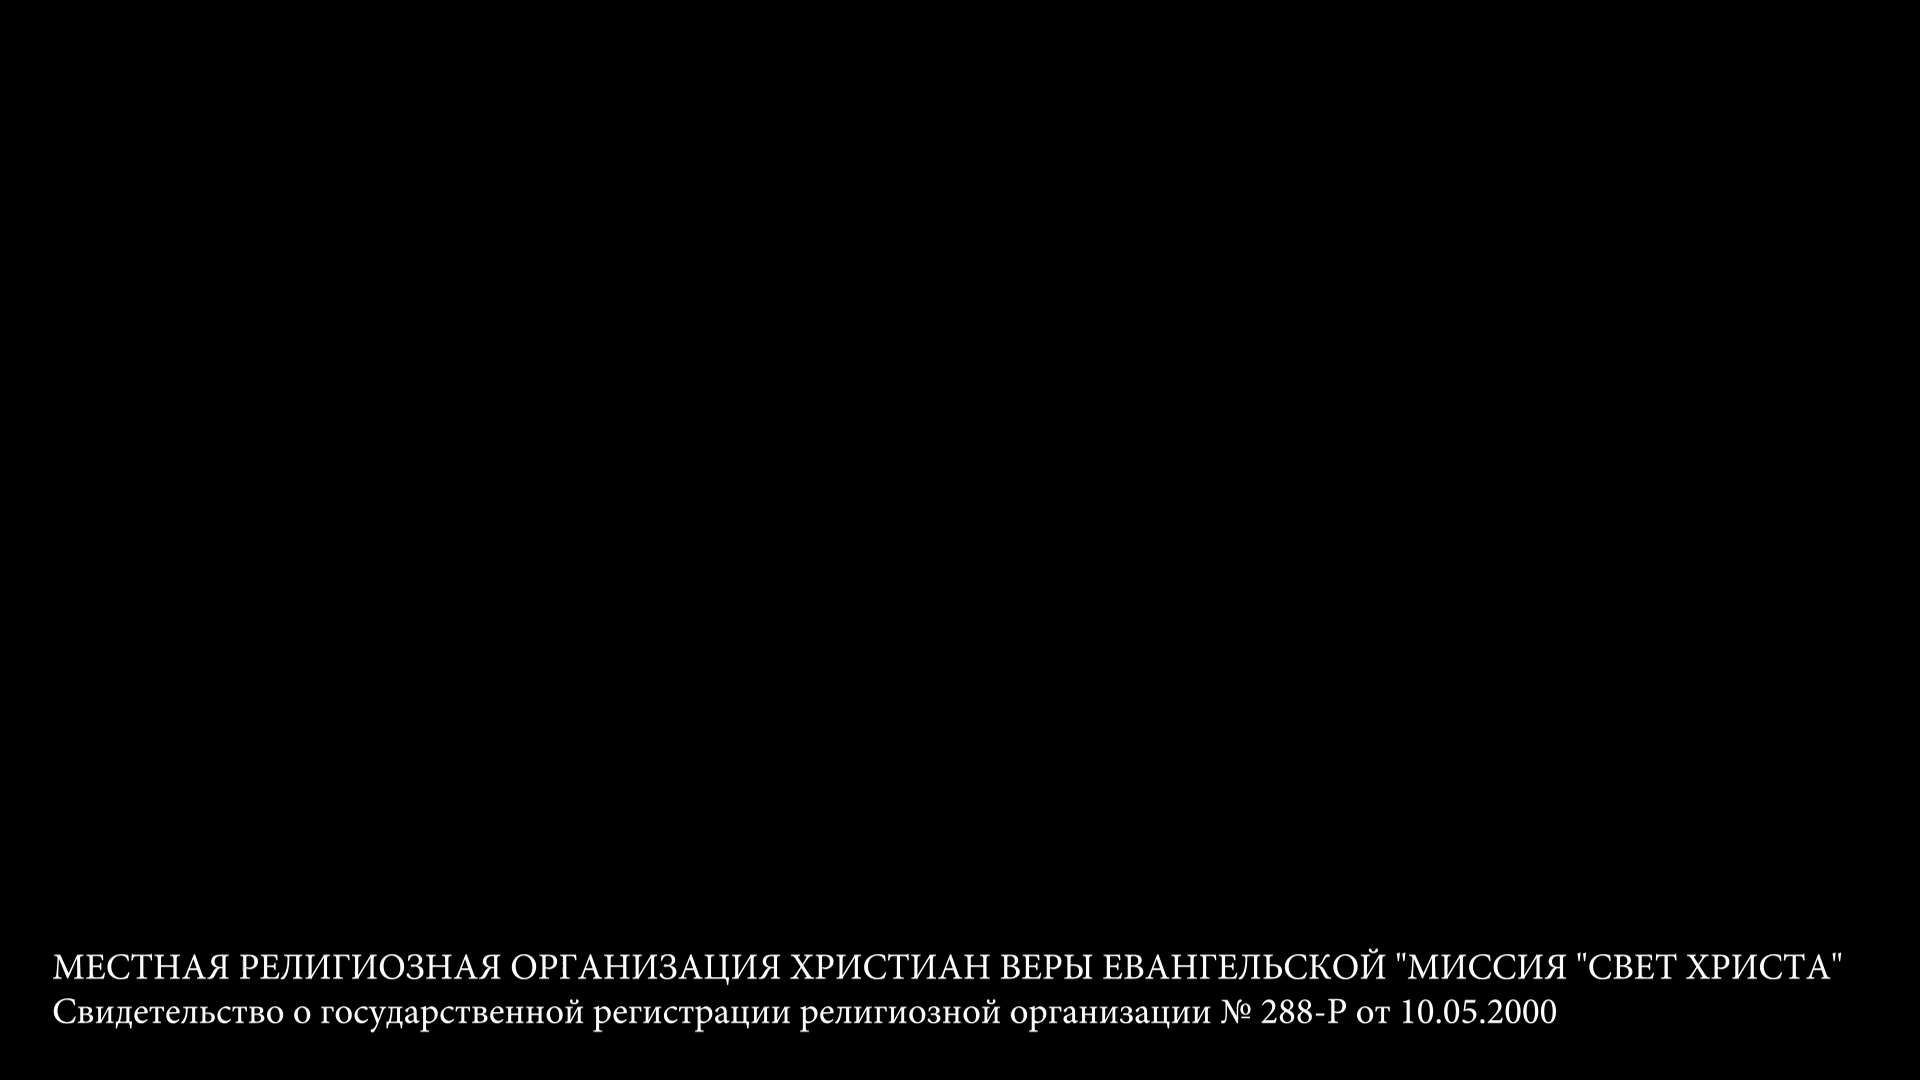 МЕСТНАЯ РЕЛИГИОЗНАЯ ОРГАНИЗАЦИЯ ХРИСТИАН ВЕРЫ ЕВАНГЕЛЬСКОЙ "МИССИЯ "СВЕТ ХРИСТА"
Свидетельство о государственной регистрации религиозной организации № 288-Р от 10.05.2000